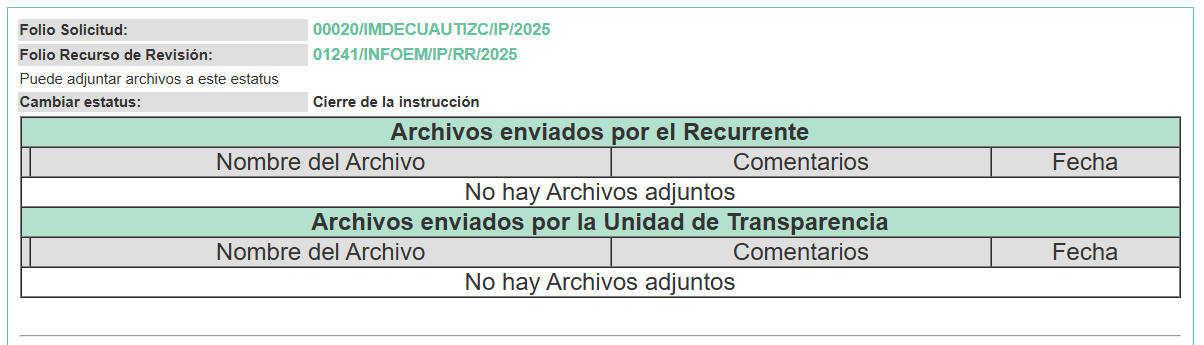 Folio Solicitud: 00020/IMDECUAUTIZC/IP/2025
Folio Recurso de Revisión: 01241/INFOEM/IP/RR/2025
Puede adjuntar archivos a este estatus
Cambiar estatus: Cierre de la instrucción
Archivos enviados por el Recurrente
Nombre del Archivo Comentarios Fecha
No hay Archivos adjuntos
Archivos enviados por la Unidad de Transparencia
Nombre del Archivo Comentarios Fecha
No hay Archivos adjuntos